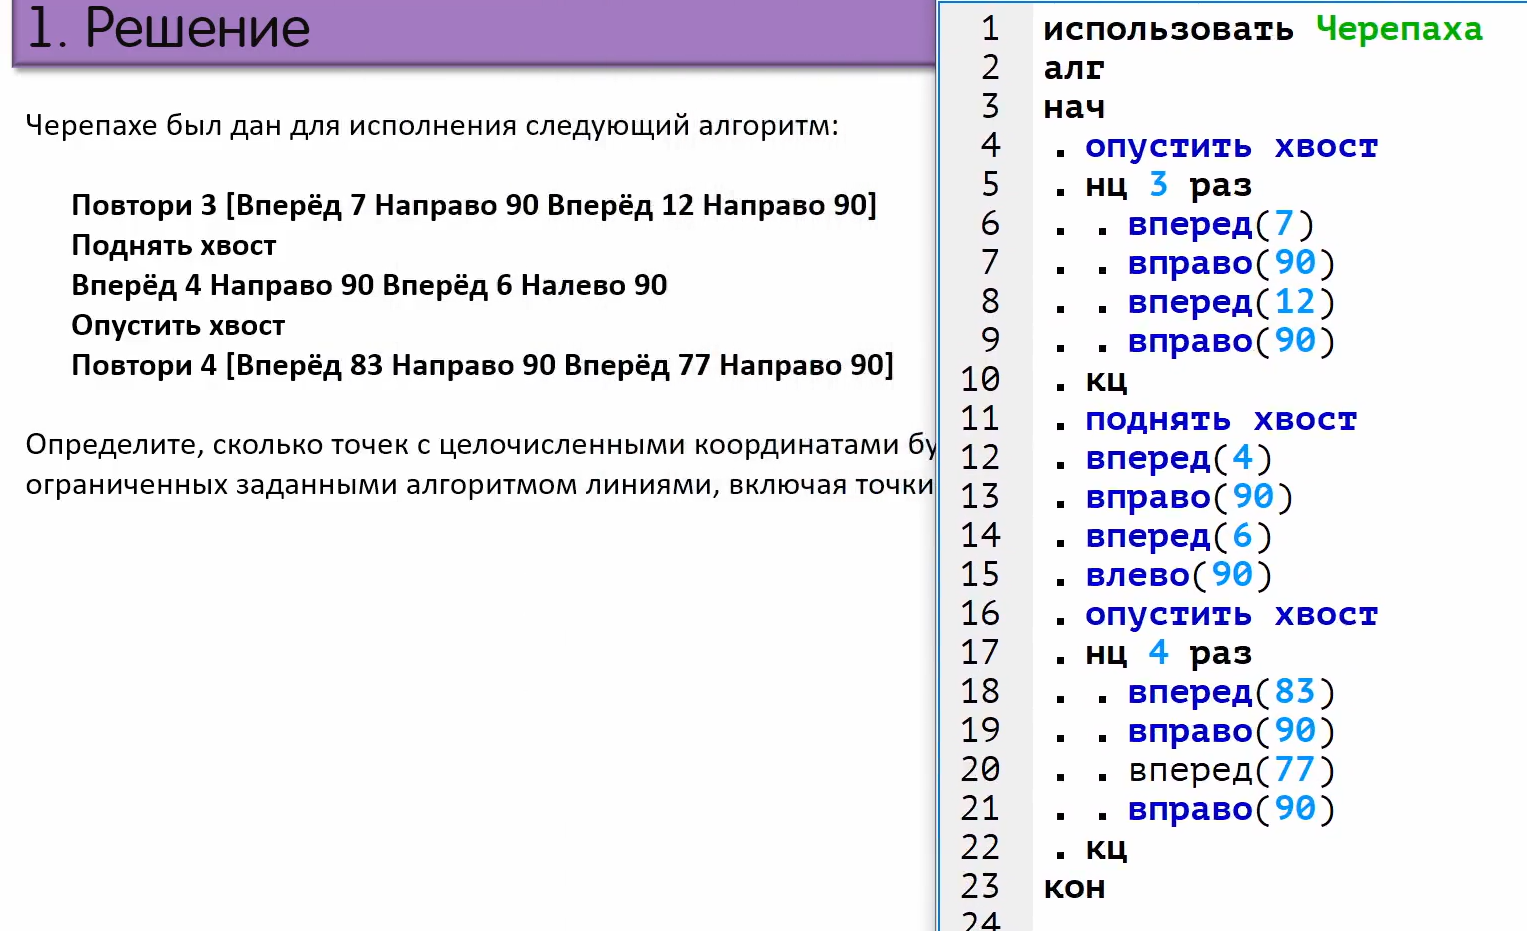 1. Решение
Черепахе был дан для исполнения следующий алгоритм:
Повтори 3 [Вперёд 7 Направо 90 Вперёд 12 Направо 90]
Поднять хвост
Вперёд 4 Направо 90 Вперёд 6 Налево 90
Опустить хвост
Повтори 4 [Вперёд 83 Направо 90 Вперёд 77 Направо 90]
Определите, сколько точек с целочисленными координатами
ограниченных заданными алгоритмом линиями, включая точки
1 использовать Черепаха
2 алг
3 нач
4 . опустить хвост
5 . нц 3 раз
6 . . вперед(7)
7 . . вправо(90)
8 . . вперед(12)
9 . . вправо(90)
10 . кц
11 . поднять хвост
12 . вперед(4)
13 . вправо(90)
14 . вперед(6)
15 . влево(90)
16 . опустить хвост
17 . нц 4 раз
18 . . вперед(83)
19 . . вправо(90)
20 . . вперед(77)
21 . . вправо(90)
22 . кц
23 кон
24